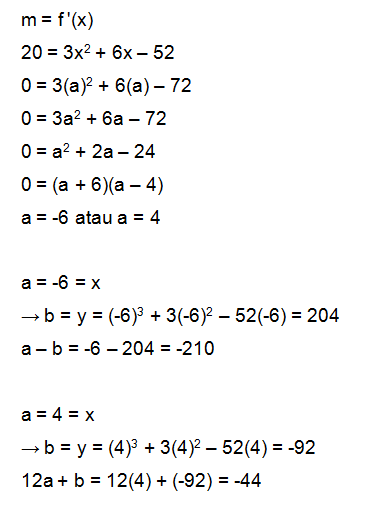 m = f'(x)
20 = 3x² + 6x – 52
0 = 3(a)² + 6(a) – 72
0 = 3a² + 6a – 72
0 = a² + 2a – 24
0 = (a + 6)(a – 4)
a = -6 atau a = 4
a = -6 = x
→ b = y = (-6)³ + 3(-6)² – 52(-6) = 204
a – b = -6 – 204 = -210
a = 4 = x
→ b = y = (4)³ + 3(4)² – 52(4) = -92
12a + b = 12(4) + (-92) = -44